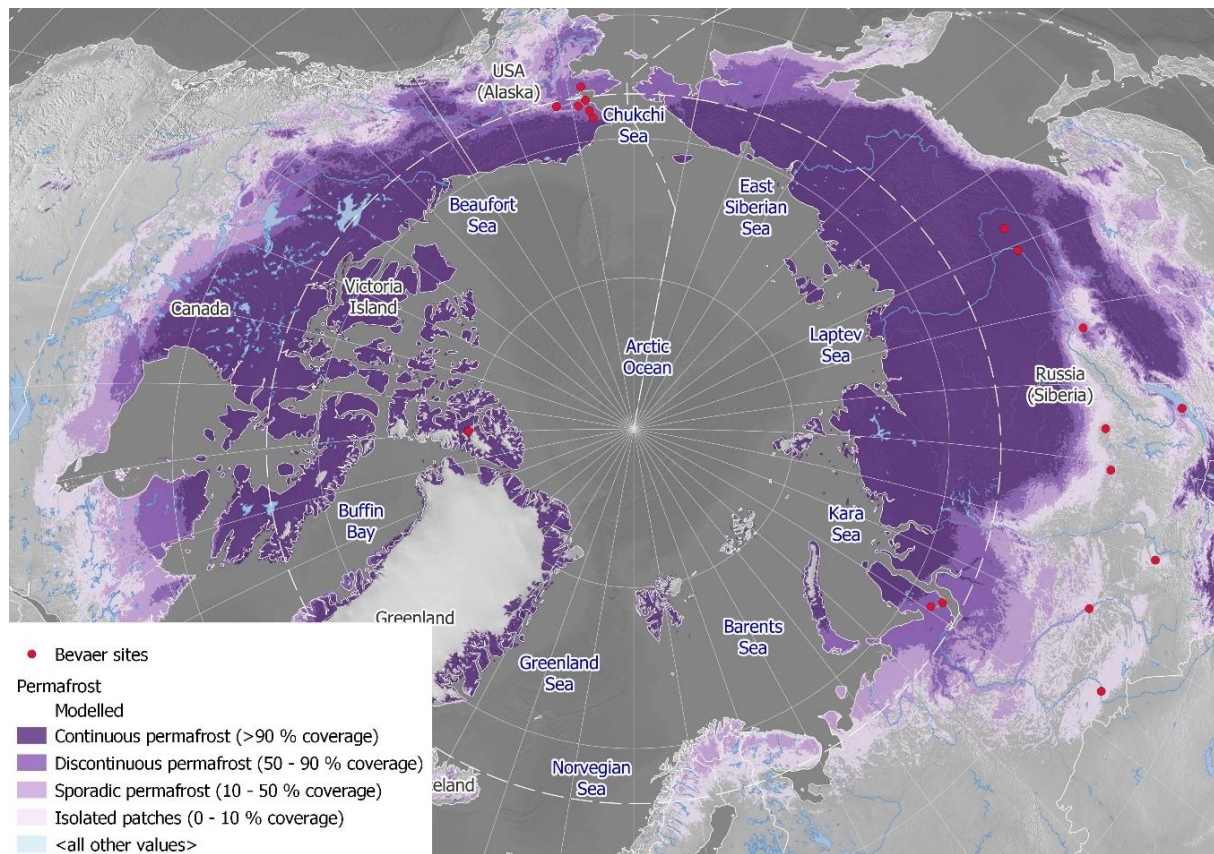 USA
(Alaska)
Chukchi
Sea
Beaufort
Sea
East
Siberian
Sea
Victoria
Island
Canada
Laptev
Sea
Arctic
Ocean
Russia
(Siberia)
Buffin
Bay
Kara
Sea
Greenland
Barents
Sea
Greenland
Sea
Norwegian
Sea
eland
Bevaer sites
Permafrost
Modelled
Continuous permafrost (>90 % coverage)
Discontinuous permafrost (50 - 90 % coverage)
Sporadic permafrost (10 - 50 % coverage)
Isolated patches (0 - 10 % coverage)
<all other values>